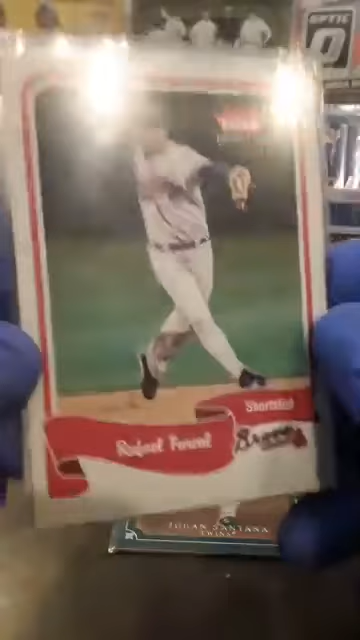 OPTIC
Shortstop
Rafael Furcal
Braves
JOHAN SANTANA
TWINS